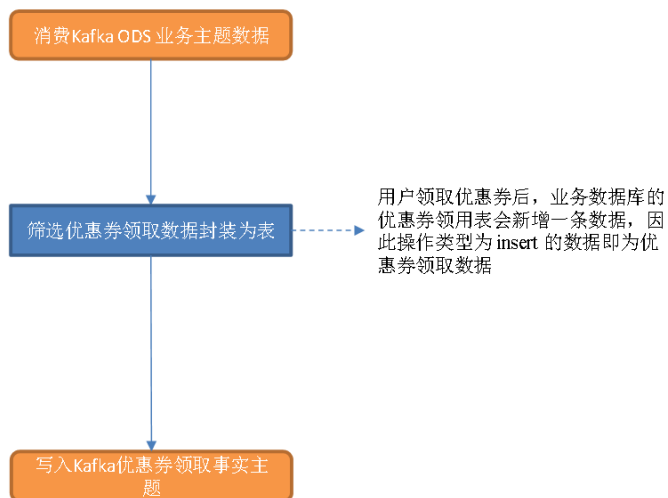 消费Kafka ODS 业务主题数据
筛选优惠券领取数据封装为表
用户领取优惠券后，业务数据库的
优惠券领用表会新增一条数据，因
此操作类型为 insert 的数据即为优
惠券领取数据
写入Kafka优惠券领取事实主
题